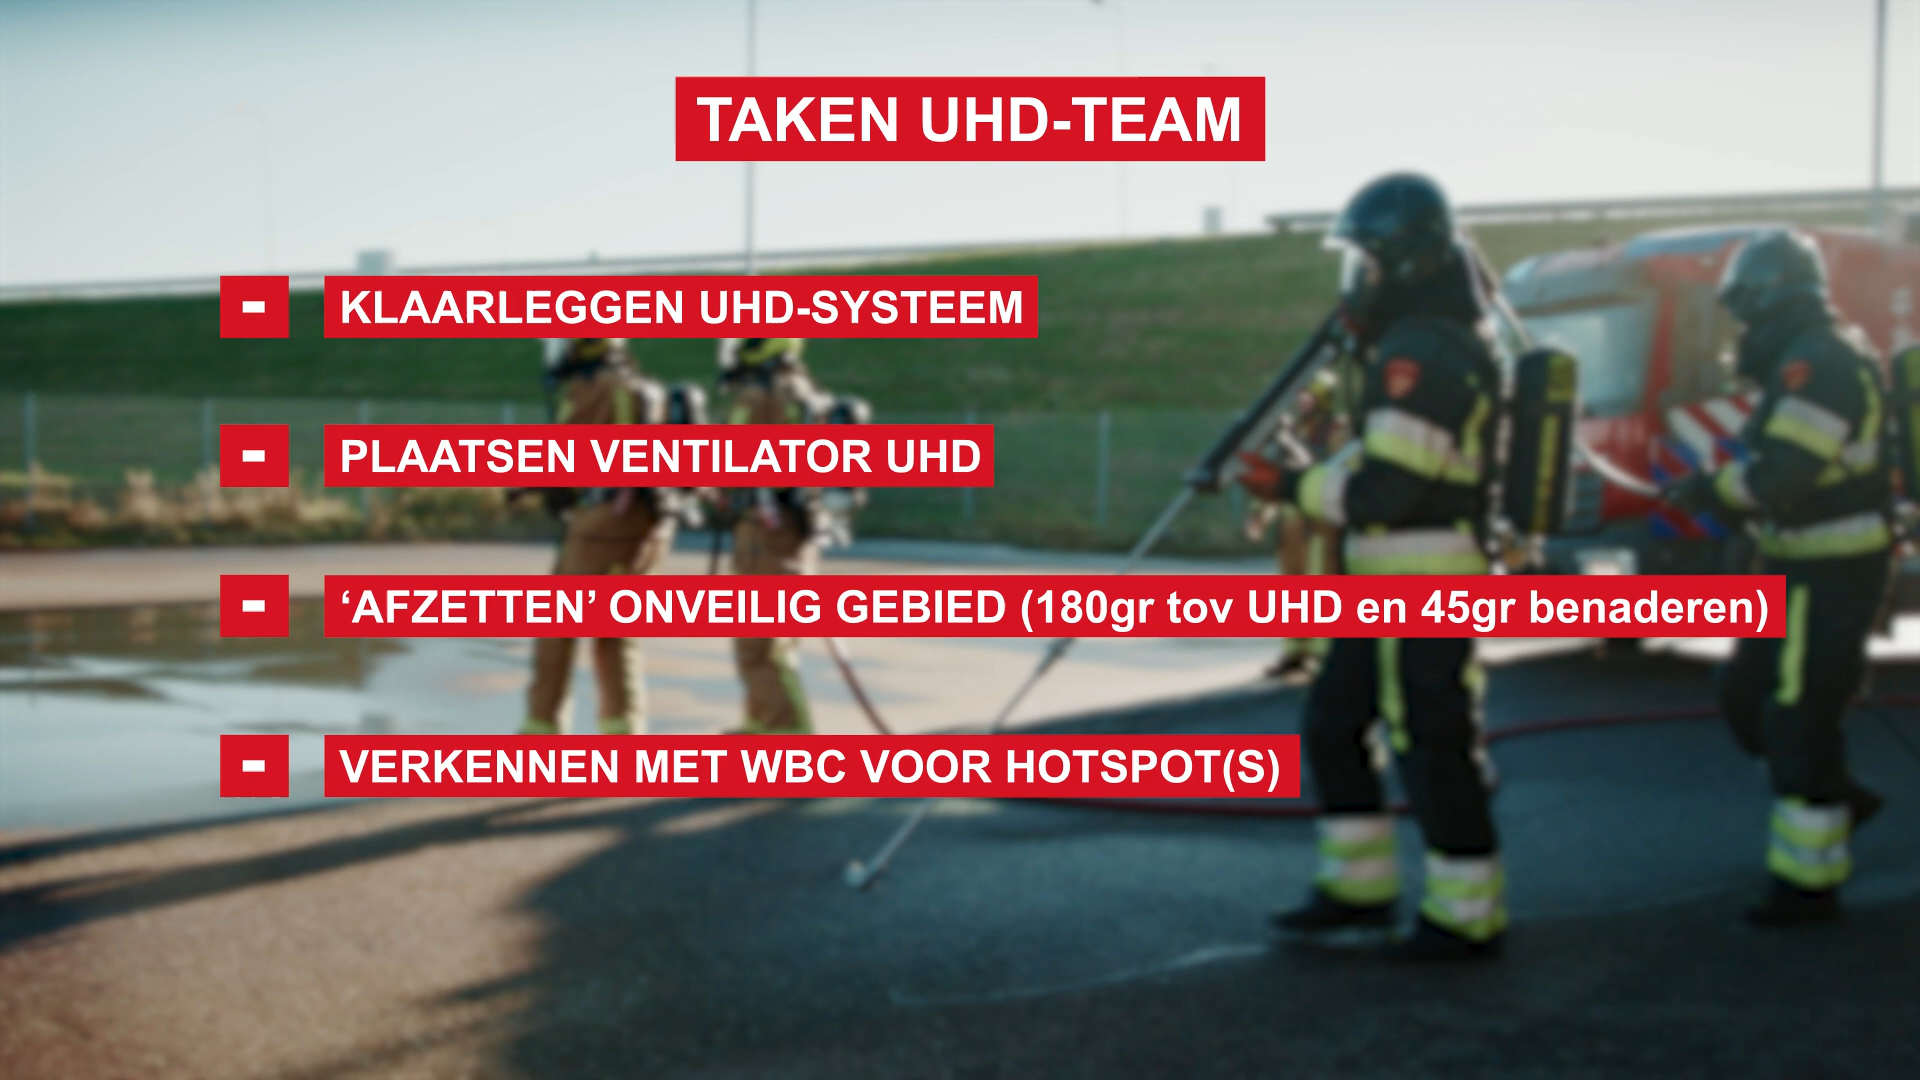 TAKEN UHD-TEAM
- KLAARLEGGEN UHD-SYSTEEM
- PLAATSEN VENTILATOR UHD
- ‘AFZETTEN’ ONVEILIG GEBIED (180gr tov UHD en 45gr benaderen)
- VERKENNEN MET WBC VOOR HOTSPOT(S)